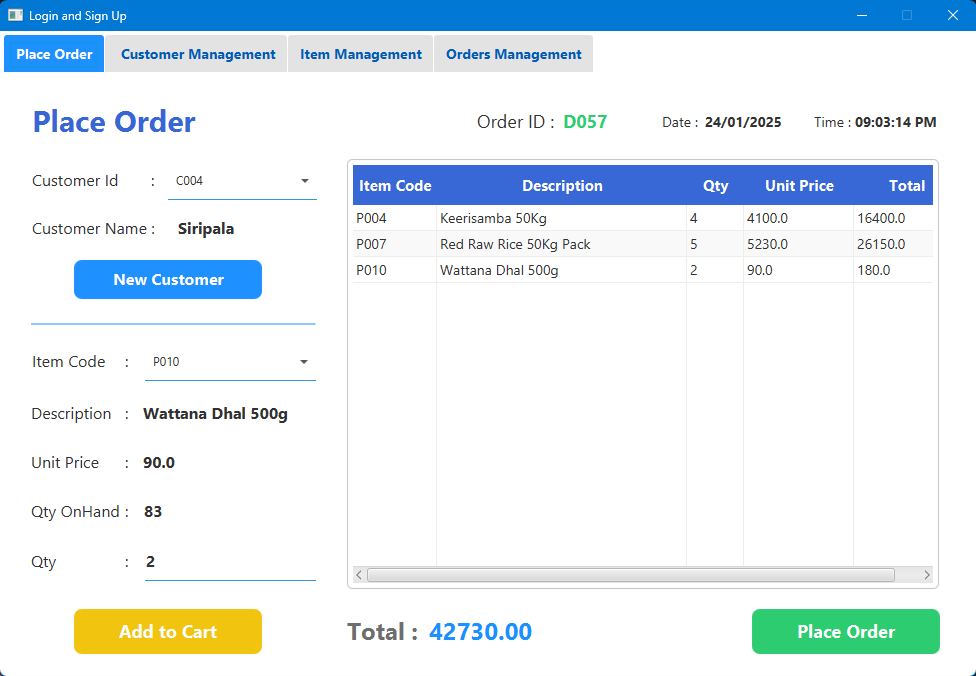 Login and Sign Up
Place Order Customer Management Item Management Orders Management
Place Order
Order ID : D057 Date : 24/01/2025 Time : 09:03:14 PM
Customer Id : C004
Customer Name : Siripala
New Customer
Item Code : P010
Description : Wattana Dhal 500g
Unit Price : 90.0
Qty OnHand : 83
Qty : 2
Add to Cart
Item Code Description Qty Unit Price Total
P004 Keerisamba 50Kg 4 4100.0 16400.0
P007 Red Raw Rice 50Kg Pack 5 5230.0 26150.0
P010 Wattana Dhal 500g 2 90.0 180.0
Total : 42730.00
Place Order